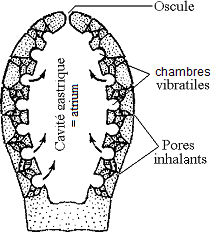 Oscule
chambres
vibratiles
Cavité gastrique
= atrium
Pores
inhalants